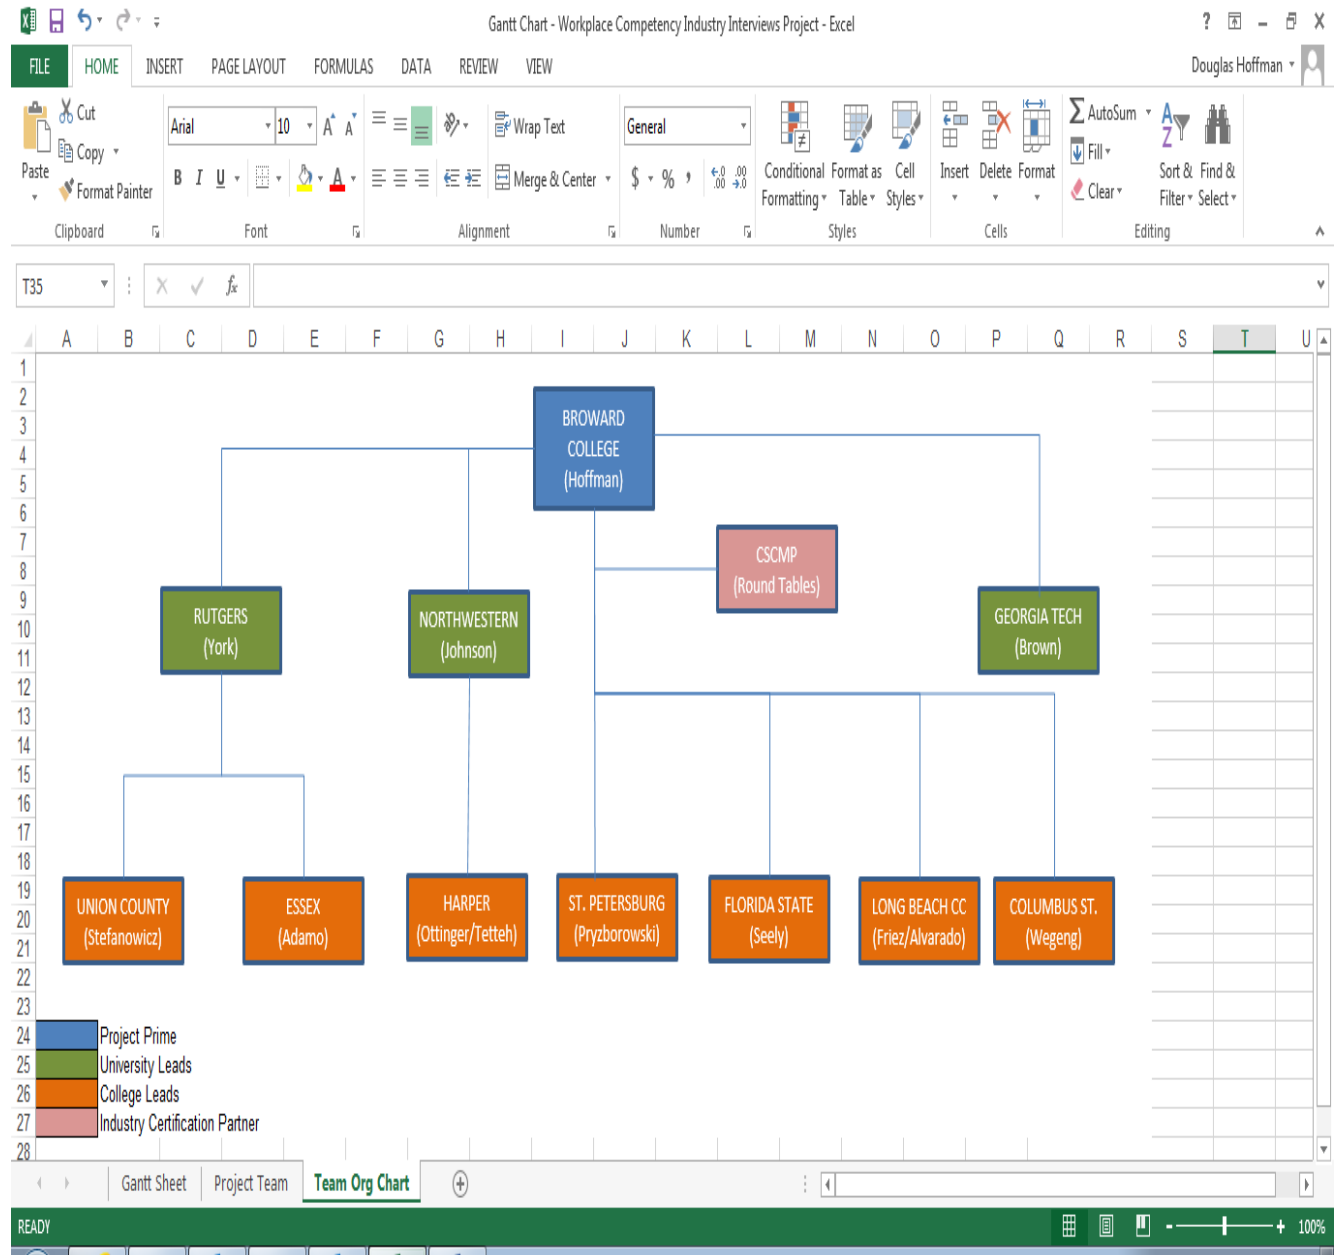 Gantt Chart - Workplace Competency Industry Interviews Project - Excel
FILE HOME INSERT PAGE LAYOUT FORMULAS DATA REVIEW VIEW Douglas Hoffman
Paste
Cut
Copy
Format Painter
Clipboard
Arial 10
B I U
Font
Wrap Text
Merge & Center
Alignment
General
$ % ,
Number
Conditional Formatting
Format as Table
Cell Styles
Styles
Insert Delete Format
Cells
AutoSum
Fill
Clear
Sort & Filter
Find & Select
Editing
T35
fx
A B C D E F G H I J K L M N O P Q R S T U
1
2
3
4
5
6
7
8
9
10
11
12
13
14
15
16
17
18
19
20
21
22
23
24
25
26
27
28
BROWARD
COLLEGE
(Hoffman)
CSCMP
(Round Tables)
RUTGERS
(York)
NORTHWESTERN
(Johnson)
GEORGIA TECH
(Brown)
UNION COUNTY
(Stefanowicz)
ESSEX
(Adamo)
HARPER
(Ottinger/Tetteh)
ST. PETERSBURG
(Pryzborowski)
FLORIDA STATE
(Seely)
LONG BEACH CC
(Friez/Alvarado)
COLUMBUS ST.
(Wegeng)
Project Prime
University Leads
College Leads
Industry Certification Partner
Gantt Sheet Project Team Team Org Chart
READY 100%